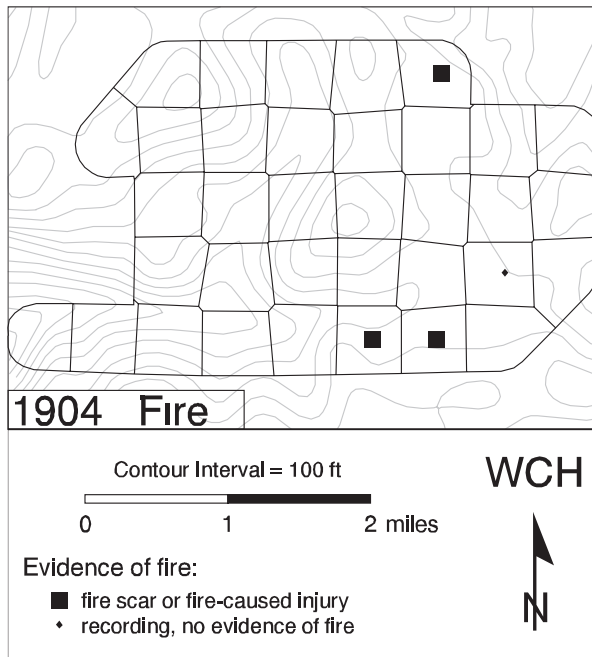 1904 Fire
Contour Interval = 100 ft
WCH
0 1 2 miles
Evidence of fire:
fire scar or fire-caused injury
recording, no evidence of fire
N